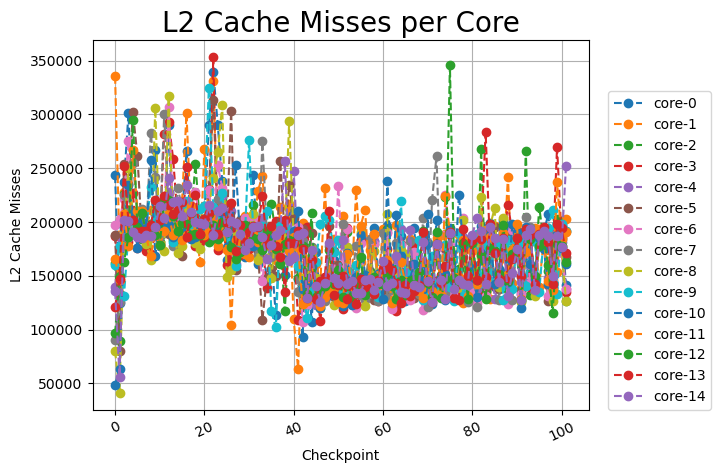 L2 Cache Misses per Core
350000
300000
250000
200000
150000
100000
50000
L2 Cache Misses
0
20
40
60
80
100
Checkpoint
core-0
core-1
core-2
core-3
core-4
core-5
core-6
core-7
core-8
core-9
core-10
core-11
core-12
core-13
core-14